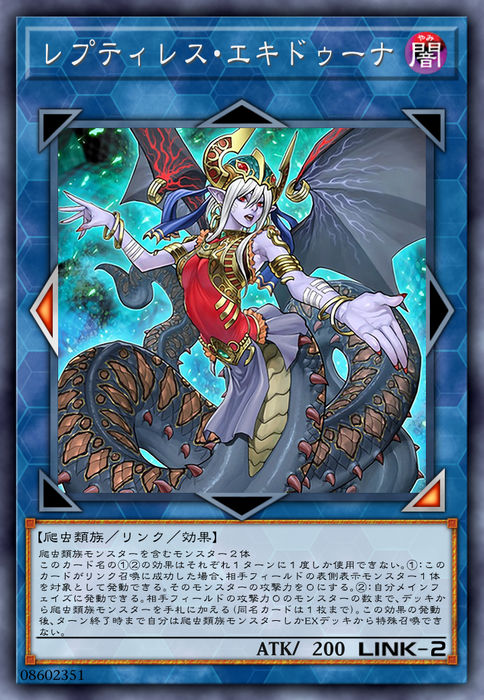 レプティレス・エキドゥーナ
やみ
闇
【爬虫類族／リンク／効果】
爬虫類族モンスターを含むモンスター２体
このカード名の①②の効果はそれぞれ１ターンに１度しか使用できない。①：この
カードがリンク召喚に成功した場合、相手フィールドの表側表示モンスター１体
を対象として発動できる。そのモンスターの攻撃力を０にする。②：自分メインフ
ェイズに発動できる。相手フィールドの攻撃力０のモンスターの数まで、デッキか
ら爬虫類族モンスターを手札に加える（同名カードは１枚まで）。この効果の発動
後、ターン終了時まで自分は爬虫類族モンスターしかEXデッキから特殊召喚でき
ない。
ATK/ 200 LINK-2
08602351